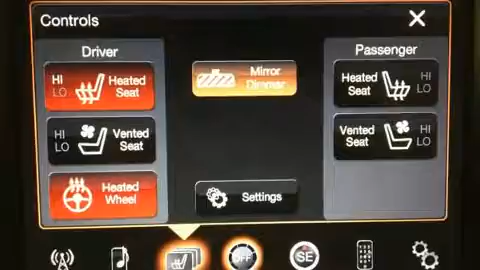 Controls
Driver
Passenger
HI
LO
Heated
Seat
Mirror
Dimmer
Heated
Seat
HI
LO
HI
LO
Vented
Seat
Vented
Seat
HI
LO
Heated
Wheel
Settings
OFF
SE